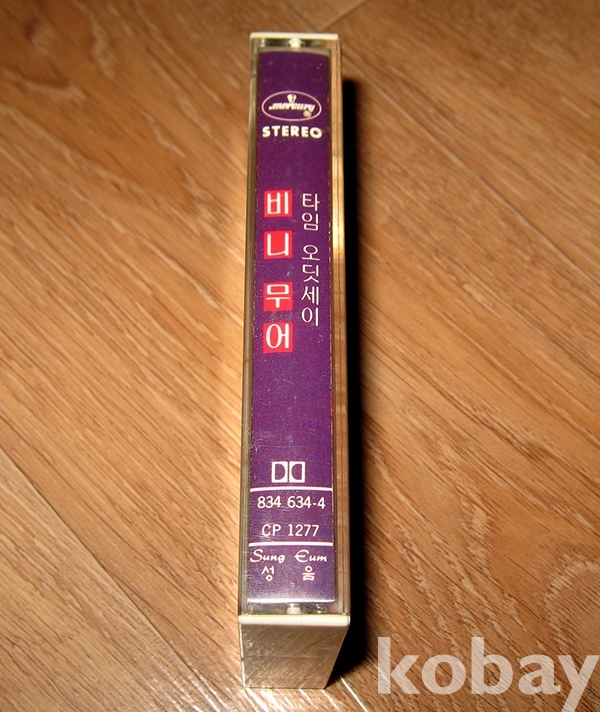 mercury
STEREO
비니무어
타임 오딧세이
834 634-4
CP 1277
Sung Eum
성 음
kobay